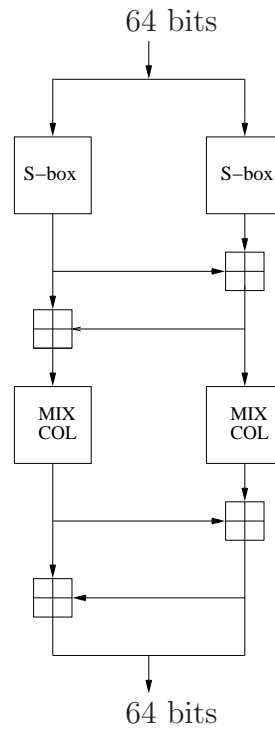 64 bits
S-box S-box
MIX MIX
COL COL
64 bits